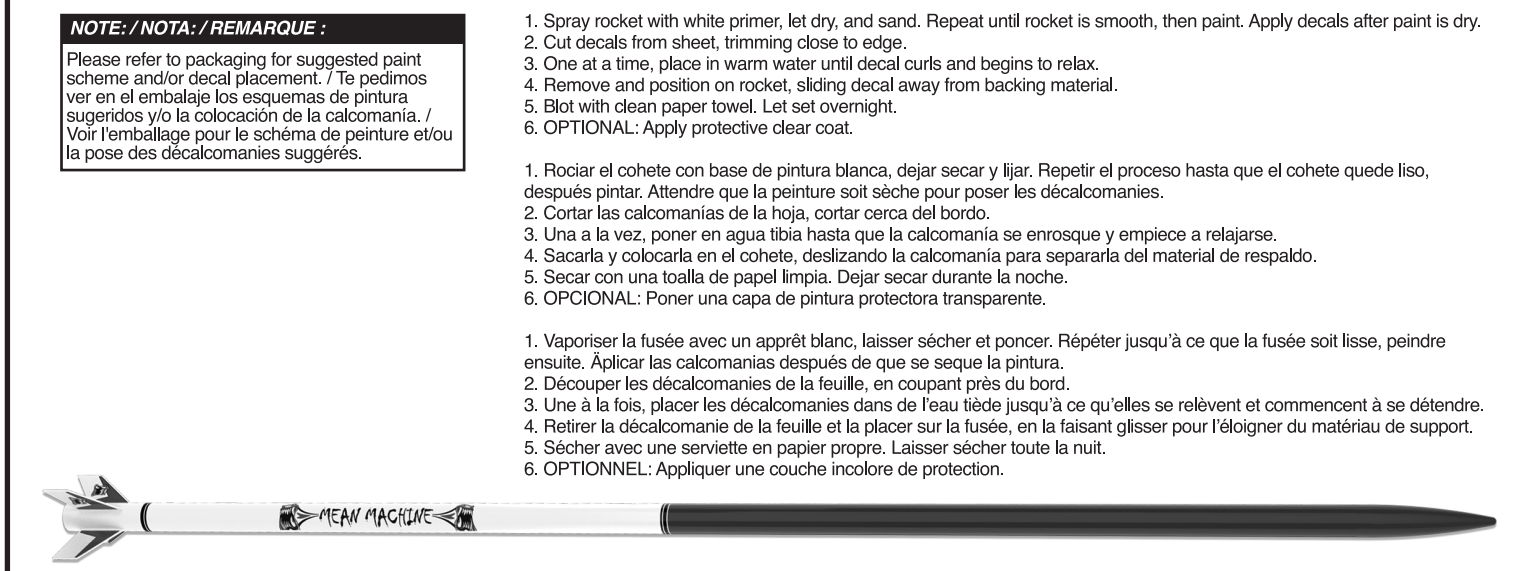 NOTE: / NOTA: / REMARQUE :
Please refer to packaging for suggested paint
scheme and/or decal placement. / Te pedimos
ver en el embalaje los esquemas de pintura
sugeridos y/o la colocación de la calcomanía. /
Voir l'emballage pour le schéma de peinture et/ou
la pose des décalcomanies suggérés.
1. Spray rocket with white primer, let dry, and sand. Repeat until rocket is smooth, then paint. Apply decals after paint is dry.
2. Cut decals from sheet, trimming close to edge.
3. One at a time, place in warm water until decal curls and begins to relax.
4. Remove and position on rocket, sliding decal away from backing material.
5. Blot with clean paper towel. Let set overnight.
6. OPTIONAL: Apply protective clear coat.
1. Rociar el cohete con base de pintura blanca, dejar secar y lijar. Repetir el proceso hasta que el cohete quede liso,
después pintar. Attendre que la peinture soit sèche pour poser les décalcomanies.
2. Cortar las calcomanías de la hoja, cortar cerca del bordo.
3. Una a la vez, poner en agua tibia hasta que la calcomanía se enrosque y empiece a relajarse.
4. Sacarla y colocarla en el cohete, deslizando la calcomanía para separarla del material de respaldo.
5. Secar con una toalla de papel limpia. Dejar secar durante la noche.
6. OPCIONAL: Poner una capa de pintura protectora transparente.
1. Vaporiser la fusée avec un apprêt blanc, laisser sécher et poncer. Répéter jusqu'à ce que la fusée soit lisse, peindre
ensuite. Äplicar las calcomanias después de que se seque la pintura.
2. Découper les décalcomanies de la feuille, en coupant près du bord.
3. Une à la fois, placer les décalcomanies dans de l'eau tiède jusqu'à ce qu'elles se relèvent et commencent à se détendre.
4. Retirer la décalcomanie de la feuille et la placer sur la fusée, en la faisant glisser pour l'éloigner du matériau de support.
5. Sécher avec une serviette en papier propre. Laisser sécher toute la nuit.
6. OPTIONNEL: Appliquer une couche incolore de protection.
MEAN MACHINE